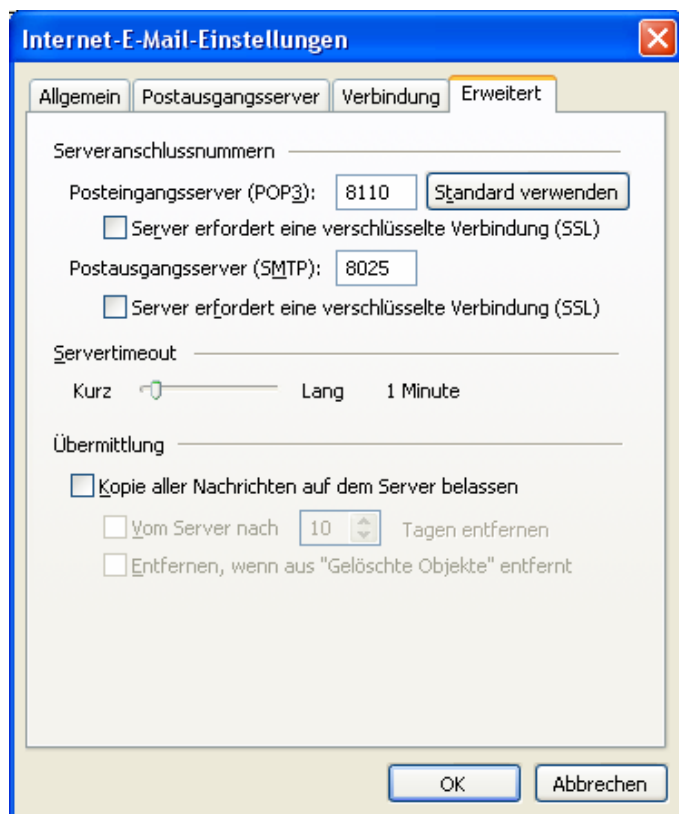 Internet-E-Mail-Einstellungen
Allgemein Postausgangsserver Verbindung Erweitert
Serveranschlussnummern
Posteingangsserver (POP3): 8110 Standard verwenden
Server erfordert eine verschlüsselte Verbindung (SSL)
Postausgangsserver (SMTP): 8025
Server erfordert eine verschlüsselte Verbindung (SSL)
Servertimeout
Kurz Lang 1 Minute
Übermittlung
Kopie aller Nachrichten auf dem Server belassen
Vom Server nach 10 Tagen entfernen
Entfernen, wenn aus "Gelöschte Objekte" entfernt
OK Abbrechen